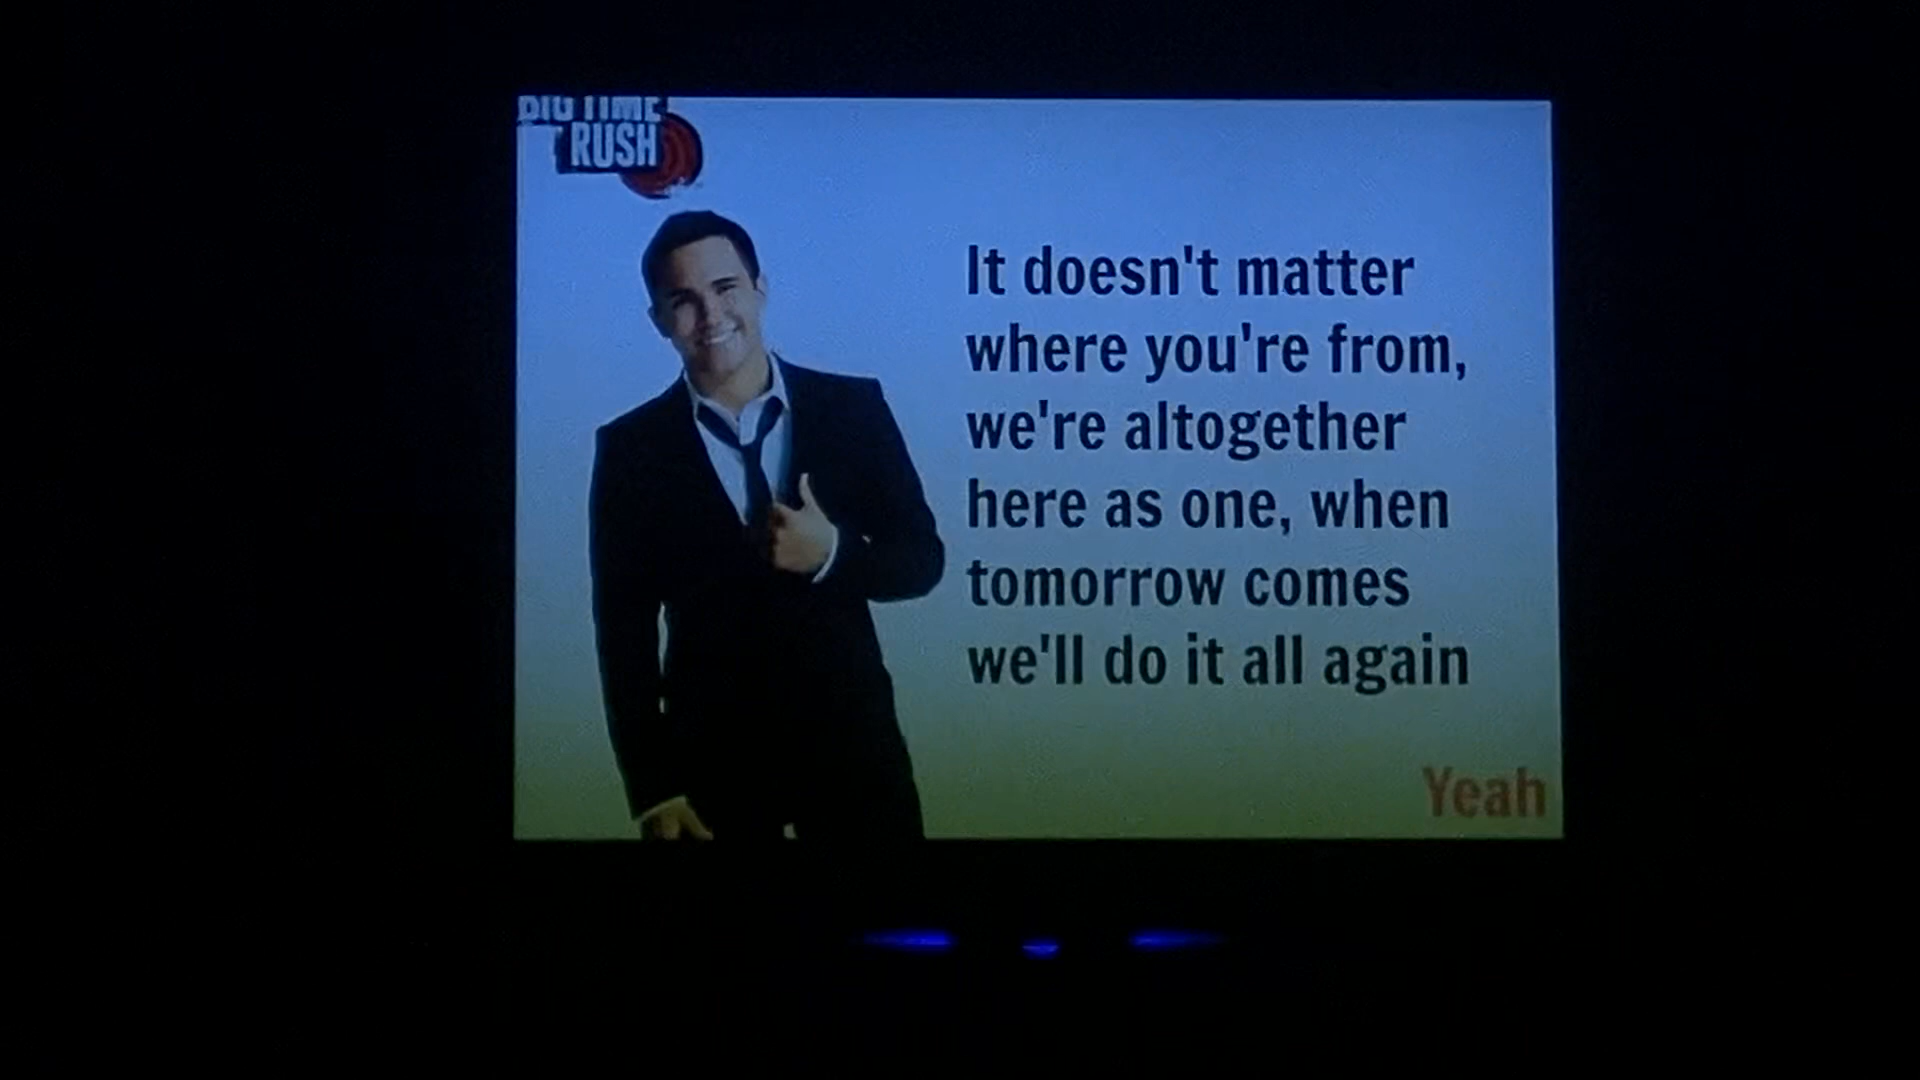 BIG TIME
RUSH
It doesn't matter
where you're from,
we're altogether
here as one, when
tomorrow comes
we'll do it all again
Yeah